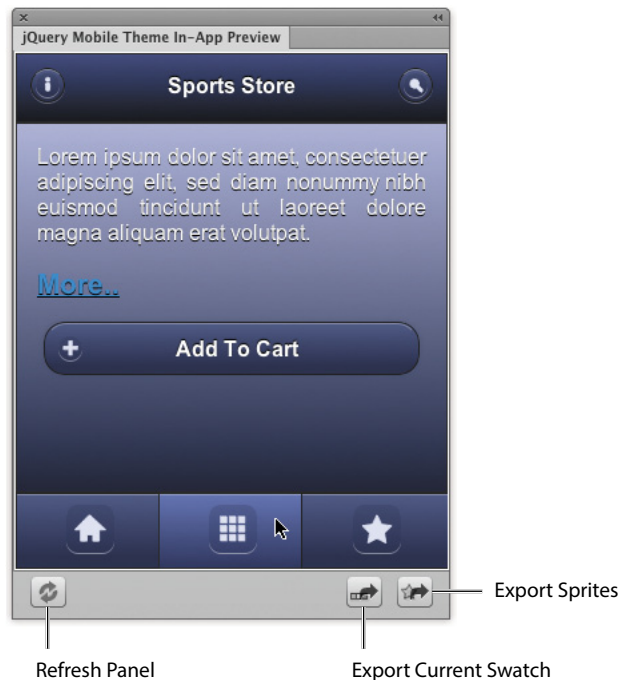 jQuery Mobile Theme In-App Preview
Sports Store
Lorem ipsum dolor sit amet, consectetuer
adipiscing elit, sed diam nonummy nibh
euismod tincidunt ut laoreet dolore
magna aliquam erat volutpat.
More..
Add To Cart
Export Sprites
Refresh Panel
Export Current Swatch